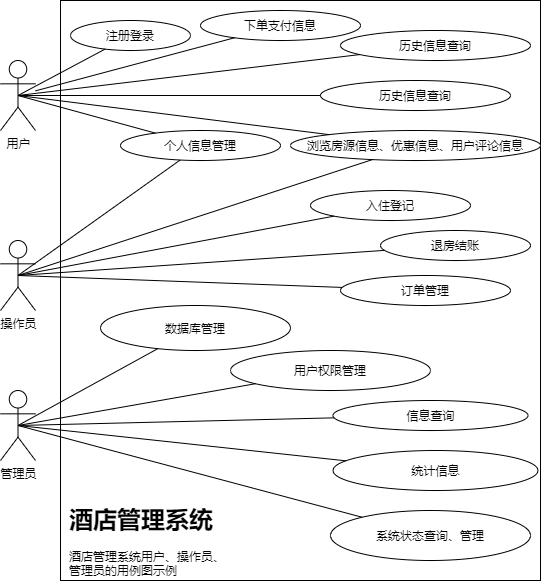 注册登录
下单支付信息
历史信息查询
历史信息查询
用户
个人信息管理
浏览房源信息、优惠信息、用户评论信息
入住登记
退房结账
订单管理
操作员
数据库管理
用户权限管理
信息查询
管理员
统计信息
酒店管理系统
系统状态查询、管理
酒店管理系统用户、操作员、
管理员的用例图示例